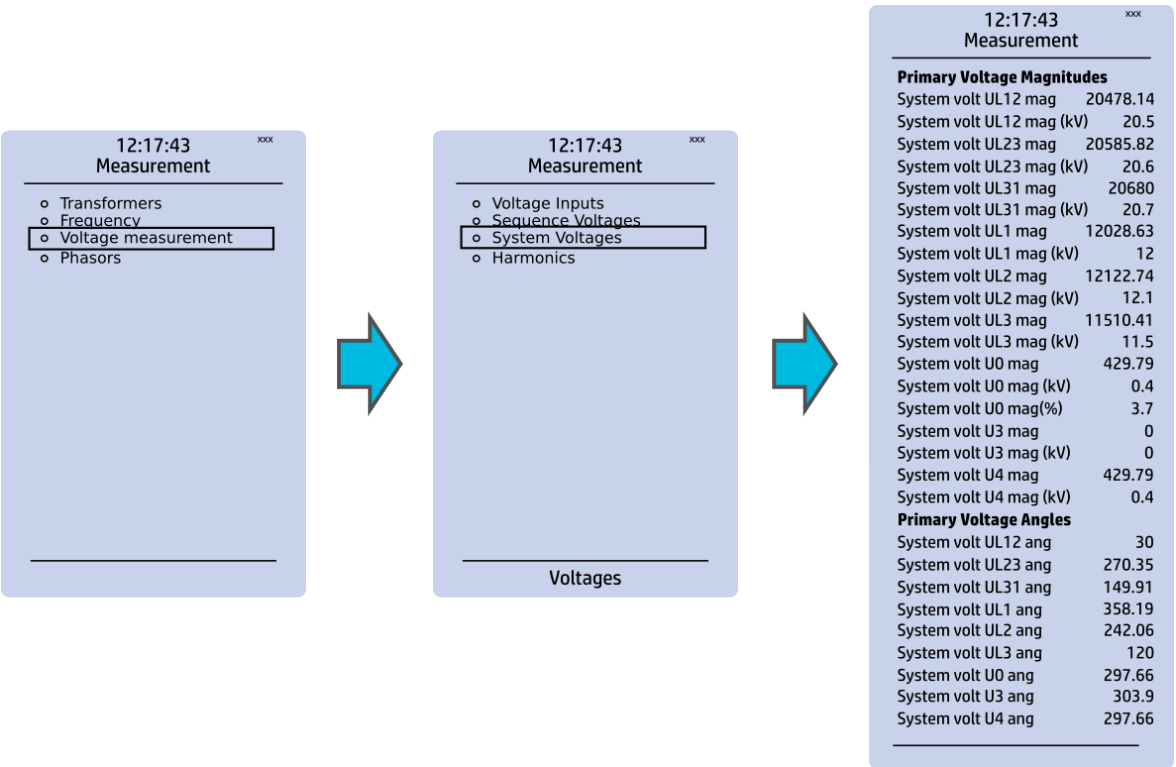 12:17:43 xxx
Measurement
Transformers
Frequency
Voltage measurement
Phasors
12:17:43 xxx
Measurement
Voltage Inputs
Sequence Voltages
System Voltages
Harmonics
Voltages
12:17:43 xxx
Measurement
Primary Voltage Magnitudes
System volt UL12 mag 20478.14
System volt UL12 mag (kV) 20.5
System volt UL23 mag 20585.82
System volt UL23 mag (kV) 20.6
System volt UL31 mag 20680
System volt UL31 mag (kV) 20.7
System volt UL1 mag 12028.63
System volt UL1 mag (kV) 12
System volt UL2 mag 12122.74
System volt UL2 mag (kV) 12.1
System volt UL3 mag 11510.41
System volt UL3 mag (kV) 11.5
System volt U0 mag 429.79
System volt U0 mag (kV) 0.4
System volt U0 mag(%) 3.7
System volt U3 mag 0
System volt U3 mag (kV) 0
System volt U4 mag 429.79
System volt U4 mag (kV) 0.4
Primary Voltage Angles
System volt UL12 ang 30
System volt UL23 ang 270.35
System volt UL31 ang 149.91
System volt UL1 ang 358.19
System volt UL2 ang 242.06
System volt UL3 ang 120
System volt U0 ang 297.66
System volt U3 ang 303.9
System volt U4 ang 297.66